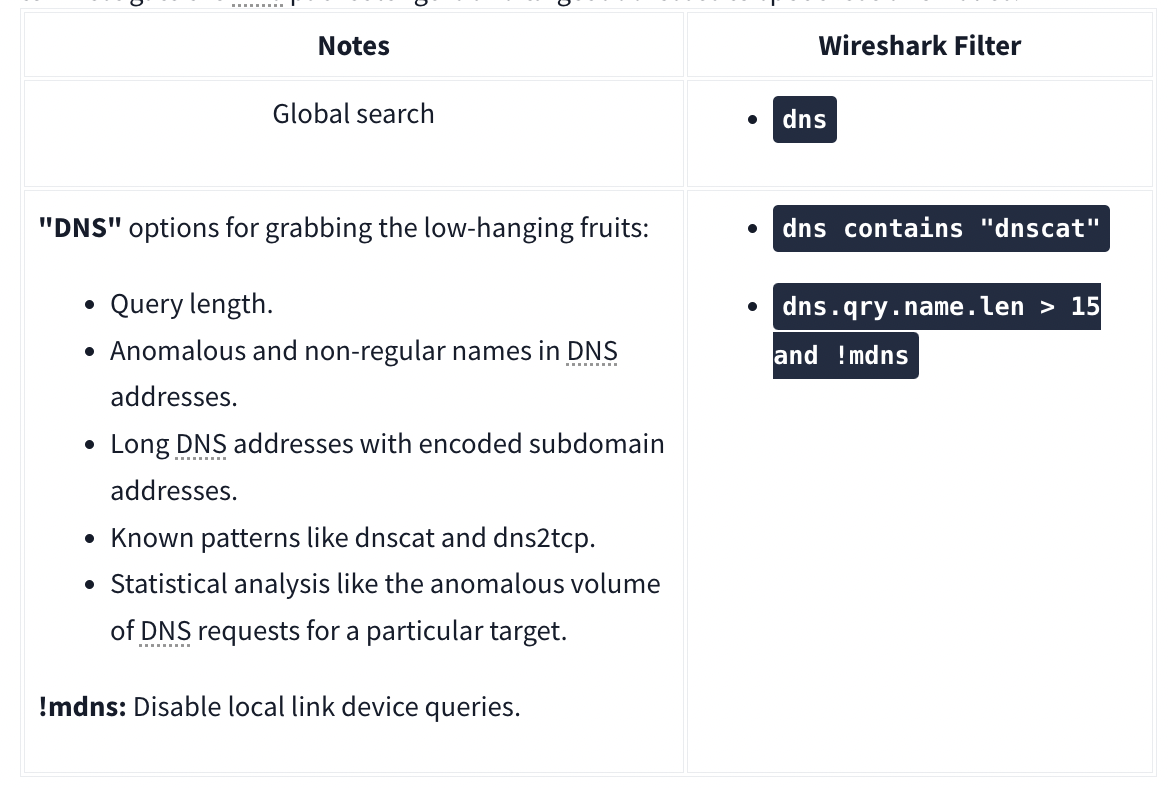 Notes
Wireshark Filter
Global search
dns
"DNS" options for grabbing the low-hanging fruits:
Query length.
Anomalous and non-regular names in DNS
addresses.
Long DNS addresses with encoded subdomain
addresses.
Known patterns like dnscat and dns2tcp.
Statistical analysis like the anomalous volume
of DNS requests for a particular target.
!mdns: Disable local link device queries.
dns contains "dnscat"
dns.qry.name.len > 15
and !mdns